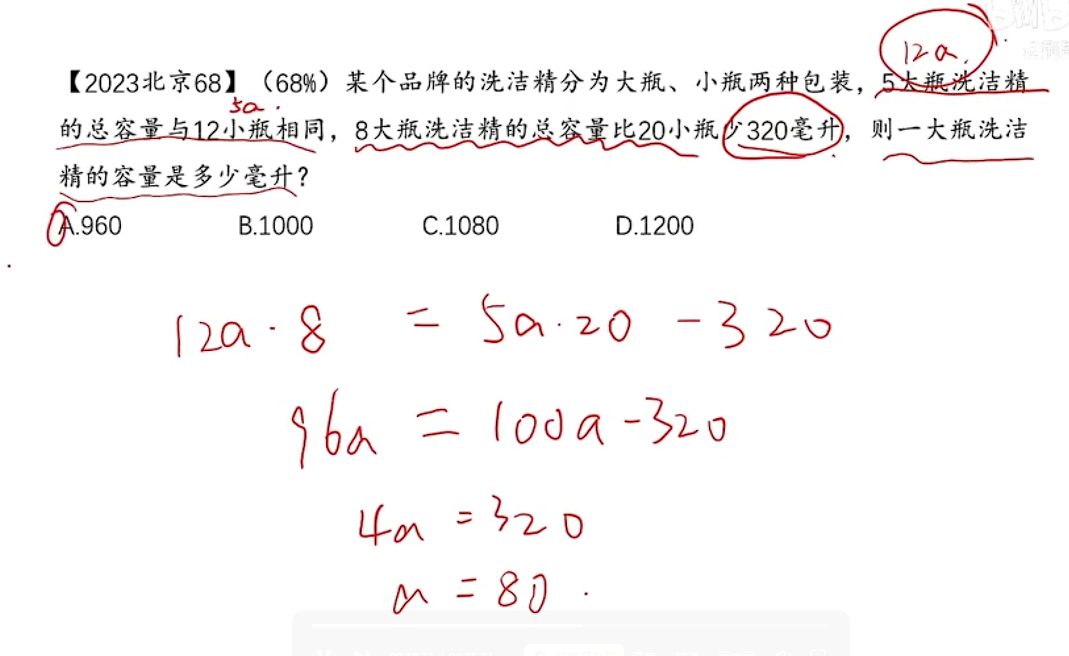 12a
【2023北京68】（68%）某个品牌的洗洁精分为大瓶、小瓶两种包装，5大瓶洗洁精
5a
的总容量与12小瓶相同，8大瓶洗洁精的总容量比20小瓶少320毫升，则一大瓶洗洁
精的容量是多少毫升？
A.960 B.1000 C.1080 D.1200
12a·8 = 5a·20 -320
96a = 100a-320
4a =320
a =80